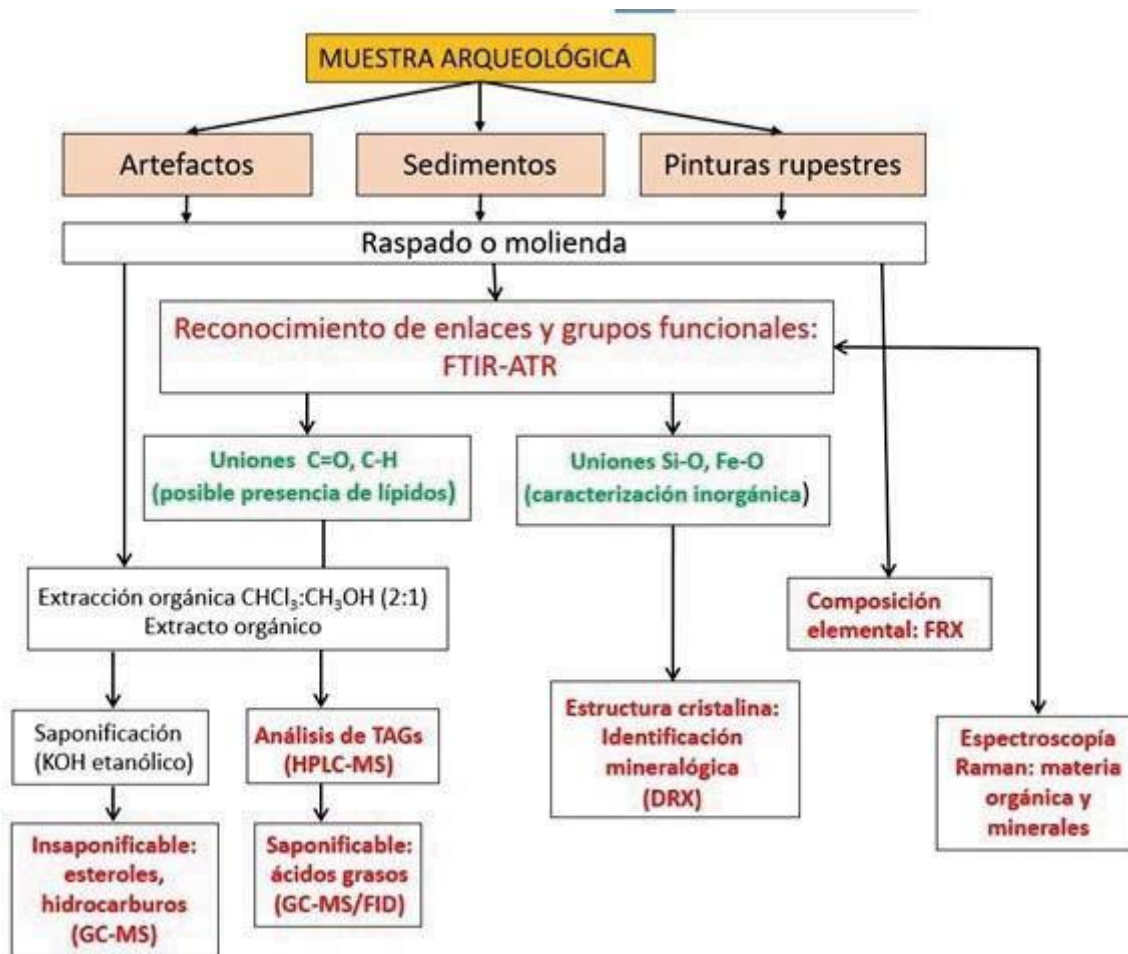 MUESTRA ARQUEOLÓGICA
Artefactos
Sedimentos
Pinturas rupestres
Raspado o molienda
Reconocimiento de enlaces y grupos funcionales:
FTIR-ATR
Uniones C=O, C-H
(posible presencia de lípidos)
Uniones Si-O, Fe-O
(caracterización inorgánica)
Extracción orgánica CHCl₃:CH₃OH (2:1)
Extracto orgánico
Composición
elemental: FRX
Saponificación
(KOH etanólico)
Análisis de TAGs
(HPLC-MS)
Estructura cristalina:
Identificación
mineralógica
(DRX)
Espectroscopía
Raman: materia
orgánica y
minerales
Insaponificable:
esteroles,
hidrocarburos
(GC-MS)
Saponificable:
ácidos grasos
(GC-MS/FID)